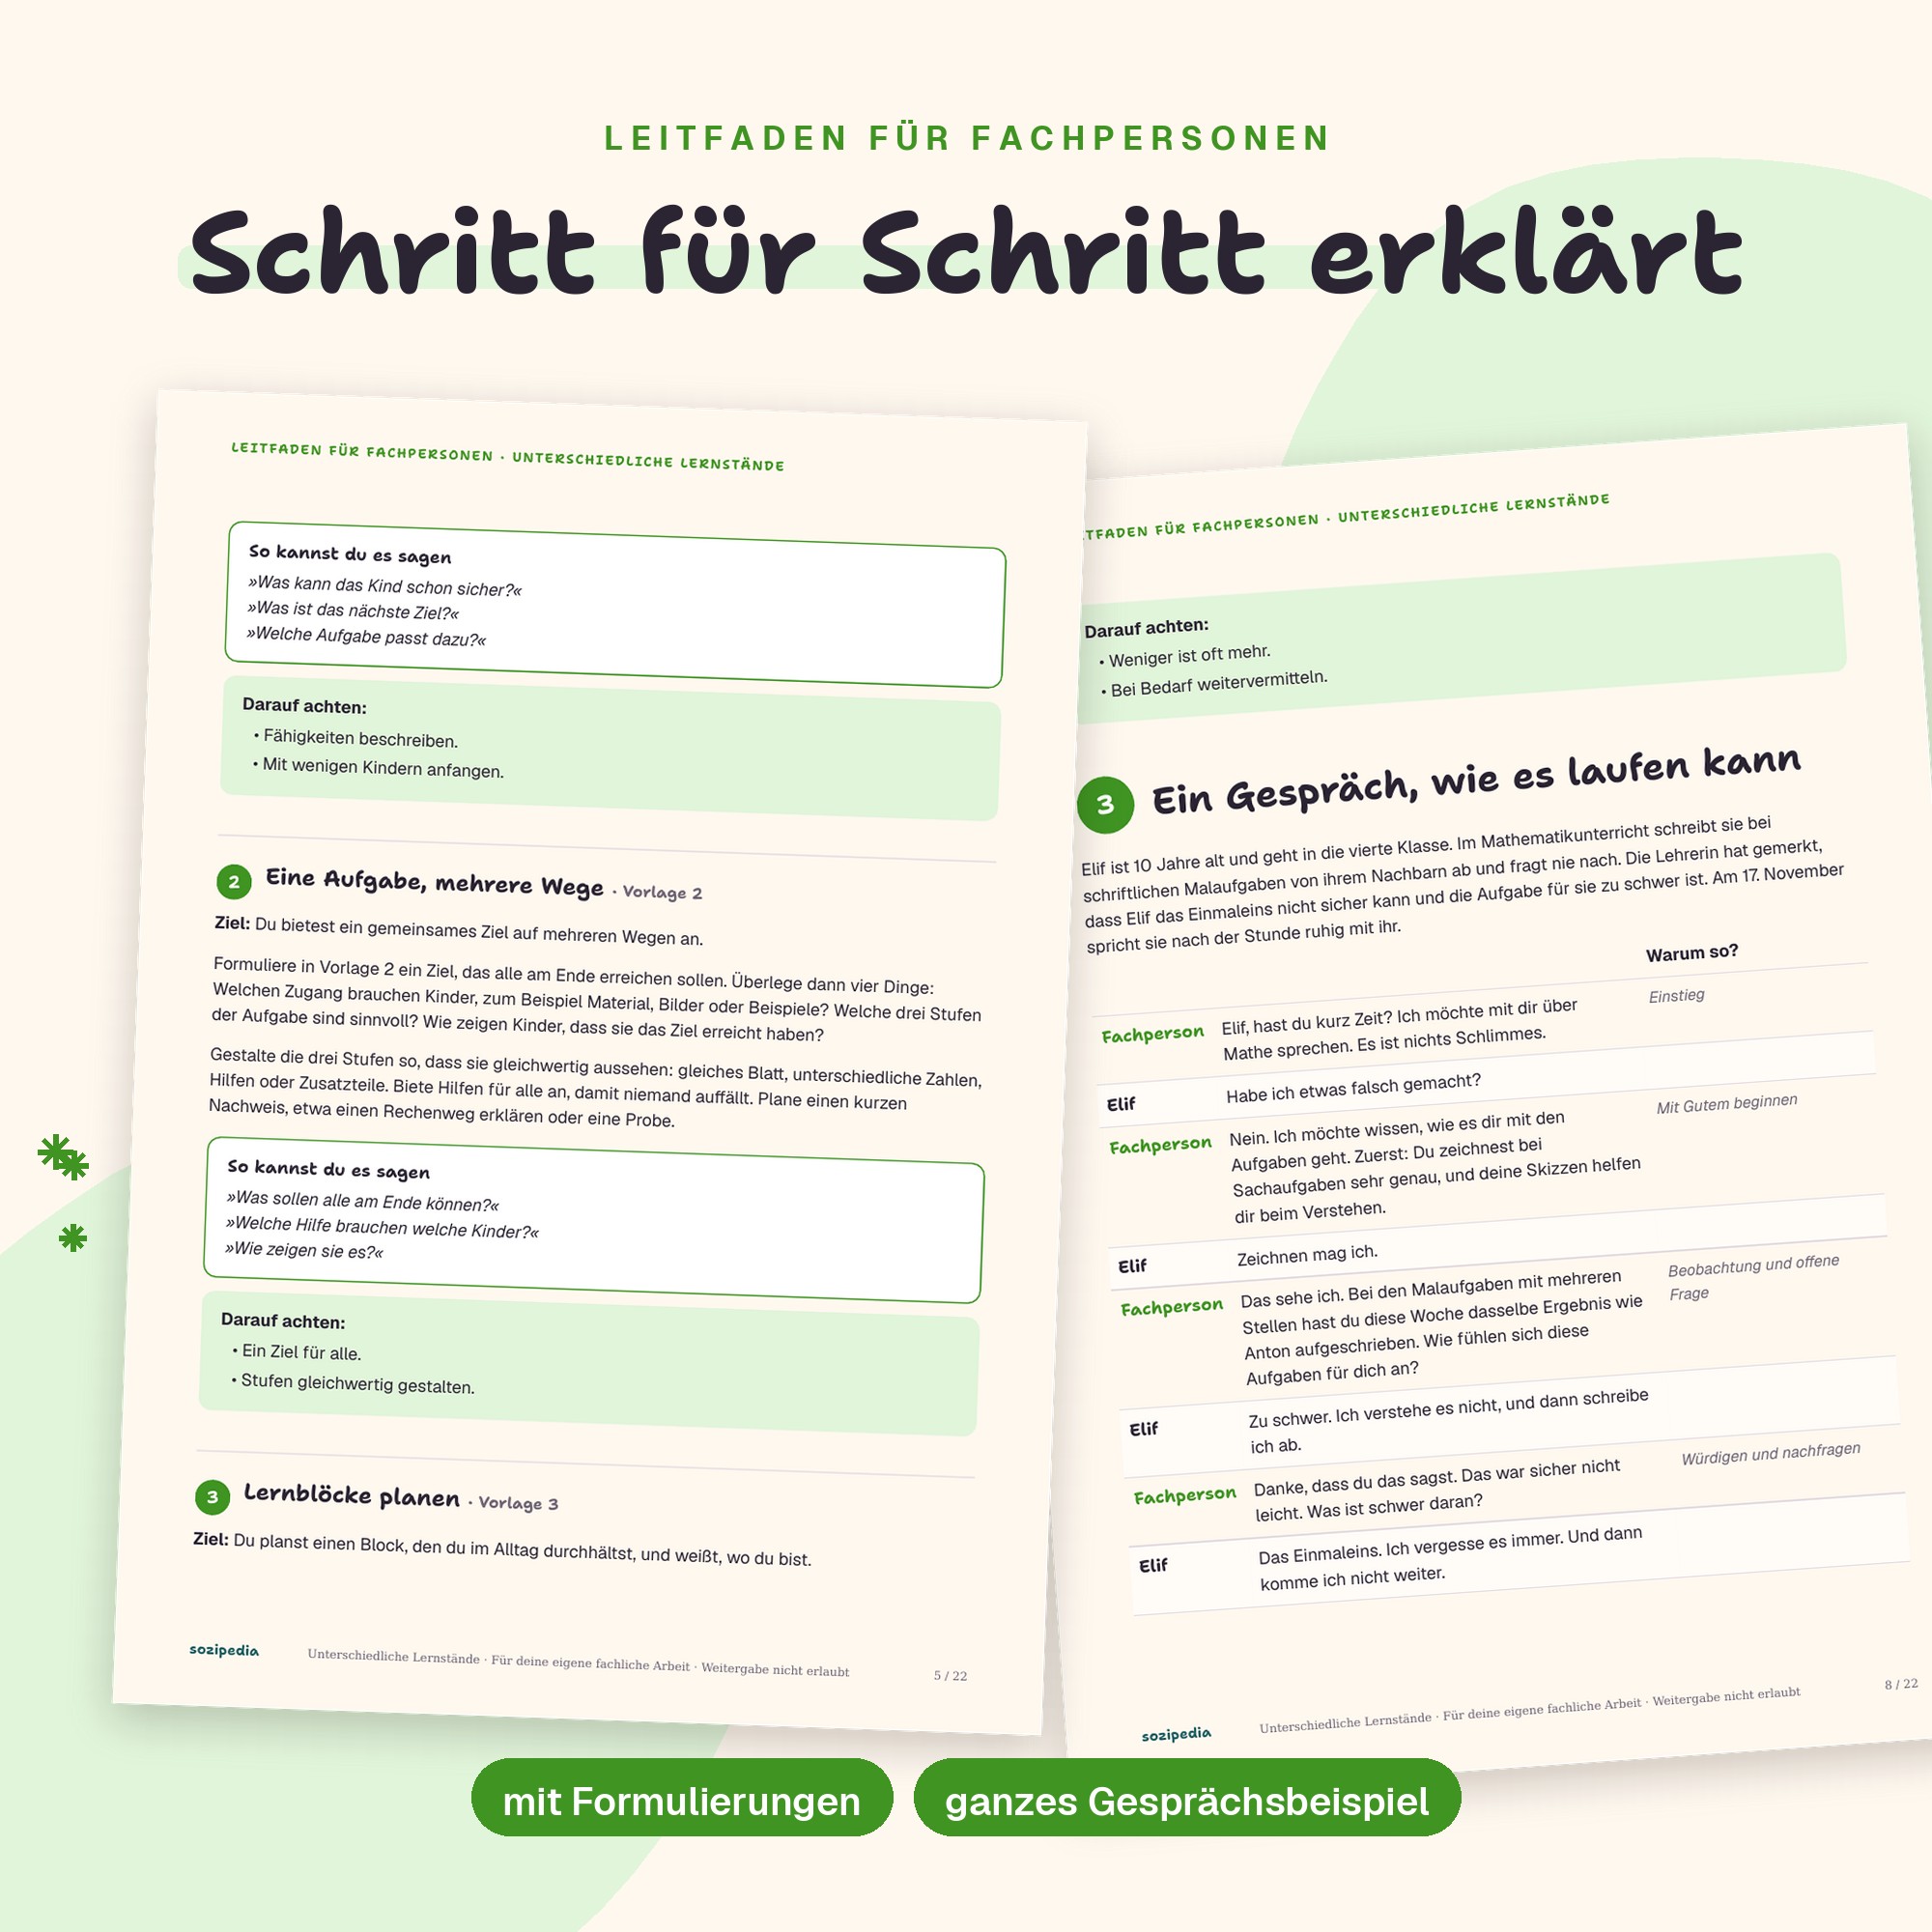 LEITFADEN FÜR FACHPERSONEN
Schritt für Schritt erklärt
LEITFADEN FÜR FACHPERSONEN · UNTERSCHIEDLICHE LERNSTÄNDE
So kannst du es sagen
»Was kann das Kind schon sicher?«
»Was ist das nächste Ziel?«
»Welche Aufgabe passt dazu?«
Darauf achten:
• Fähigkeiten beschreiben.
• Mit wenigen Kindern anfangen.
2 Eine Aufgabe, mehrere Wege · Vorlage 2
Ziel: Du bietest ein gemeinsames Ziel auf mehreren Wegen an.
Formuliere in Vorlage 2 ein Ziel, das alle am Ende erreichen sollen. Überlege dann vier Dinge:
Welchen Zugang brauchen Kinder, zum Beispiel Material, Bilder oder Beispiele? Welche drei Stufen
der Aufgabe sind sinnvoll? Wie zeigen Kinder, dass sie das Ziel erreicht haben?
Gestalte die drei Stufen so, dass sie gleichwertig aussehen: gleiches Blatt, unterschiedliche Zahlen,
Hilfen oder Zusatzteile. Biete Hilfen für alle an, damit niemand auffällt. Plane einen kurzen
Nachweis, etwa einen Rechenweg erklären oder eine Probe.
So kannst du es sagen
»Was sollen alle am Ende können?«
»Welche Hilfe brauchen welche Kinder?«
»Wie zeigen sie es?«
Darauf achten:
• Ein Ziel für alle.
• Stufen gleichwertig gestalten.
3 Lernblöcke planen · Vorlage 3
Ziel: Du planst einen Block, den du im Alltag durchhältst, und weißt, wo du bist.
sozipedia Unterschiedliche Lernstände · Für deine eigene fachliche Arbeit · Weitergabe nicht erlaubt 5 / 22
TFADEN FÜR FACHPERSONEN · UNTERSCHIEDLICHE LERNSTÄNDE
Darauf achten:
• Weniger ist oft mehr.
• Bei Bedarf weitervermitteln.
3 Ein Gespräch, wie es laufen kann
Elif ist 10 Jahre alt und geht in die vierte Klasse. Im Mathematikunterricht schreibt sie bei
schriftlichen Malaufgaben von ihrem Nachbarn ab und fragt nie nach. Die Lehrerin hat gemerkt,
dass Elif das Einmaleins nicht sicher kann und die Aufgabe für sie zu schwer ist. Am 17. November
spricht sie nach der Stunde ruhig mit ihr.
Warum so?
Fachperson Elif, hast du kurz Zeit? Ich möchte mit dir über Einstieg
Mathe sprechen. Es ist nichts Schlimmes.
Elif Habe ich etwas falsch gemacht?
Fachperson Nein. Ich möchte wissen, wie es dir mit den Mit Gutem beginnen
Aufgaben geht. Zuerst: Du zeichnest bei
Sachaufgaben sehr genau, und deine Skizzen helfen
dir beim Verstehen.
Elif Zeichnen mag ich.
Fachperson Das sehe ich. Bei den Malaufgaben mit mehreren Beobachtung und offene
Stellen hast du diese Woche dasselbe Ergebnis wie Frage
Anton aufgeschrieben. Wie fühlen sich diese
Aufgaben für dich an?
Elif Zu schwer. Ich verstehe es nicht, und dann schreibe
ich ab.
Fachperson Danke, dass du das sagst. Das war sicher nicht Würdigen und nachfragen
leicht. Was ist schwer daran?
Elif Das Einmaleins. Ich vergesse es immer. Und dann
komme ich nicht weiter.
sozipedia Unterschiedliche Lernstände · Für deine eigene fachliche Arbeit · Weitergabe nicht erlaubt 8 / 22
mit Formulierungen
ganzes Gesprächsbeispiel